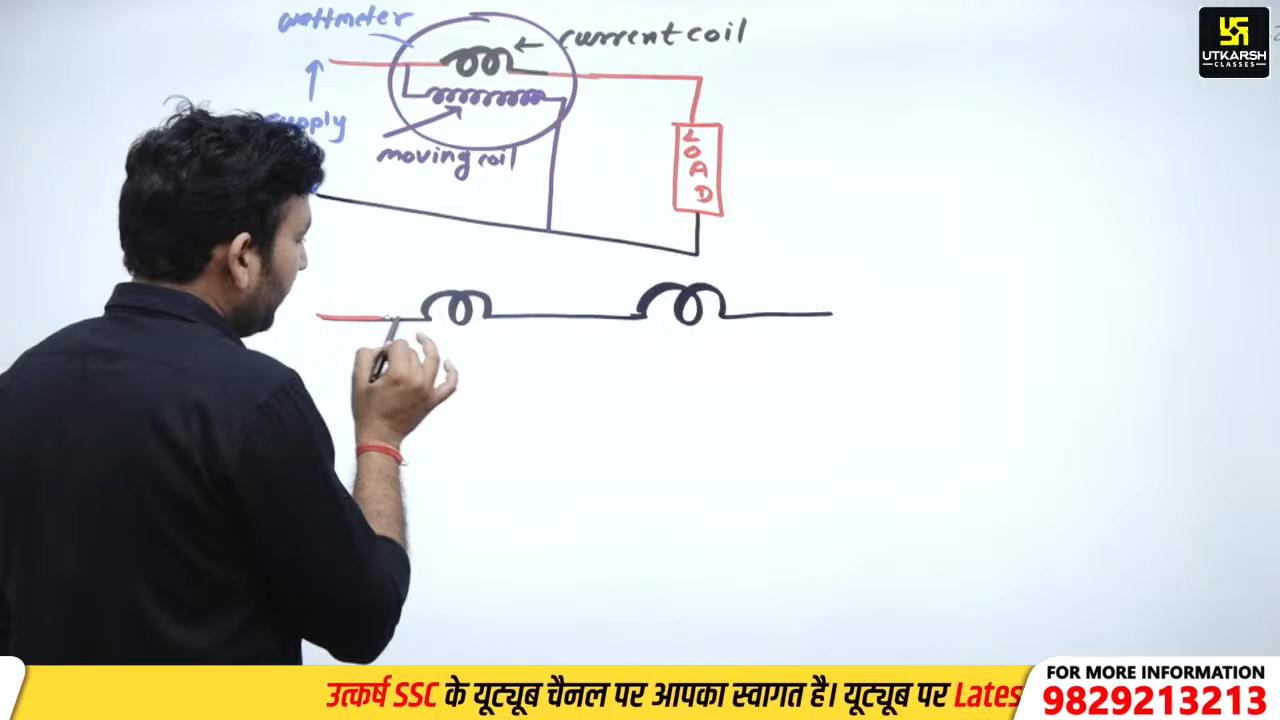 wattmeter
current coil
supply
moving coil
LOAD
UTKARSH
CLASSES
FOR MORE INFORMATION
उत्कर्ष SSC के यूट्यूब चैनल पर आपका स्वागत है। यूट्यूब पर Lates
9829213213